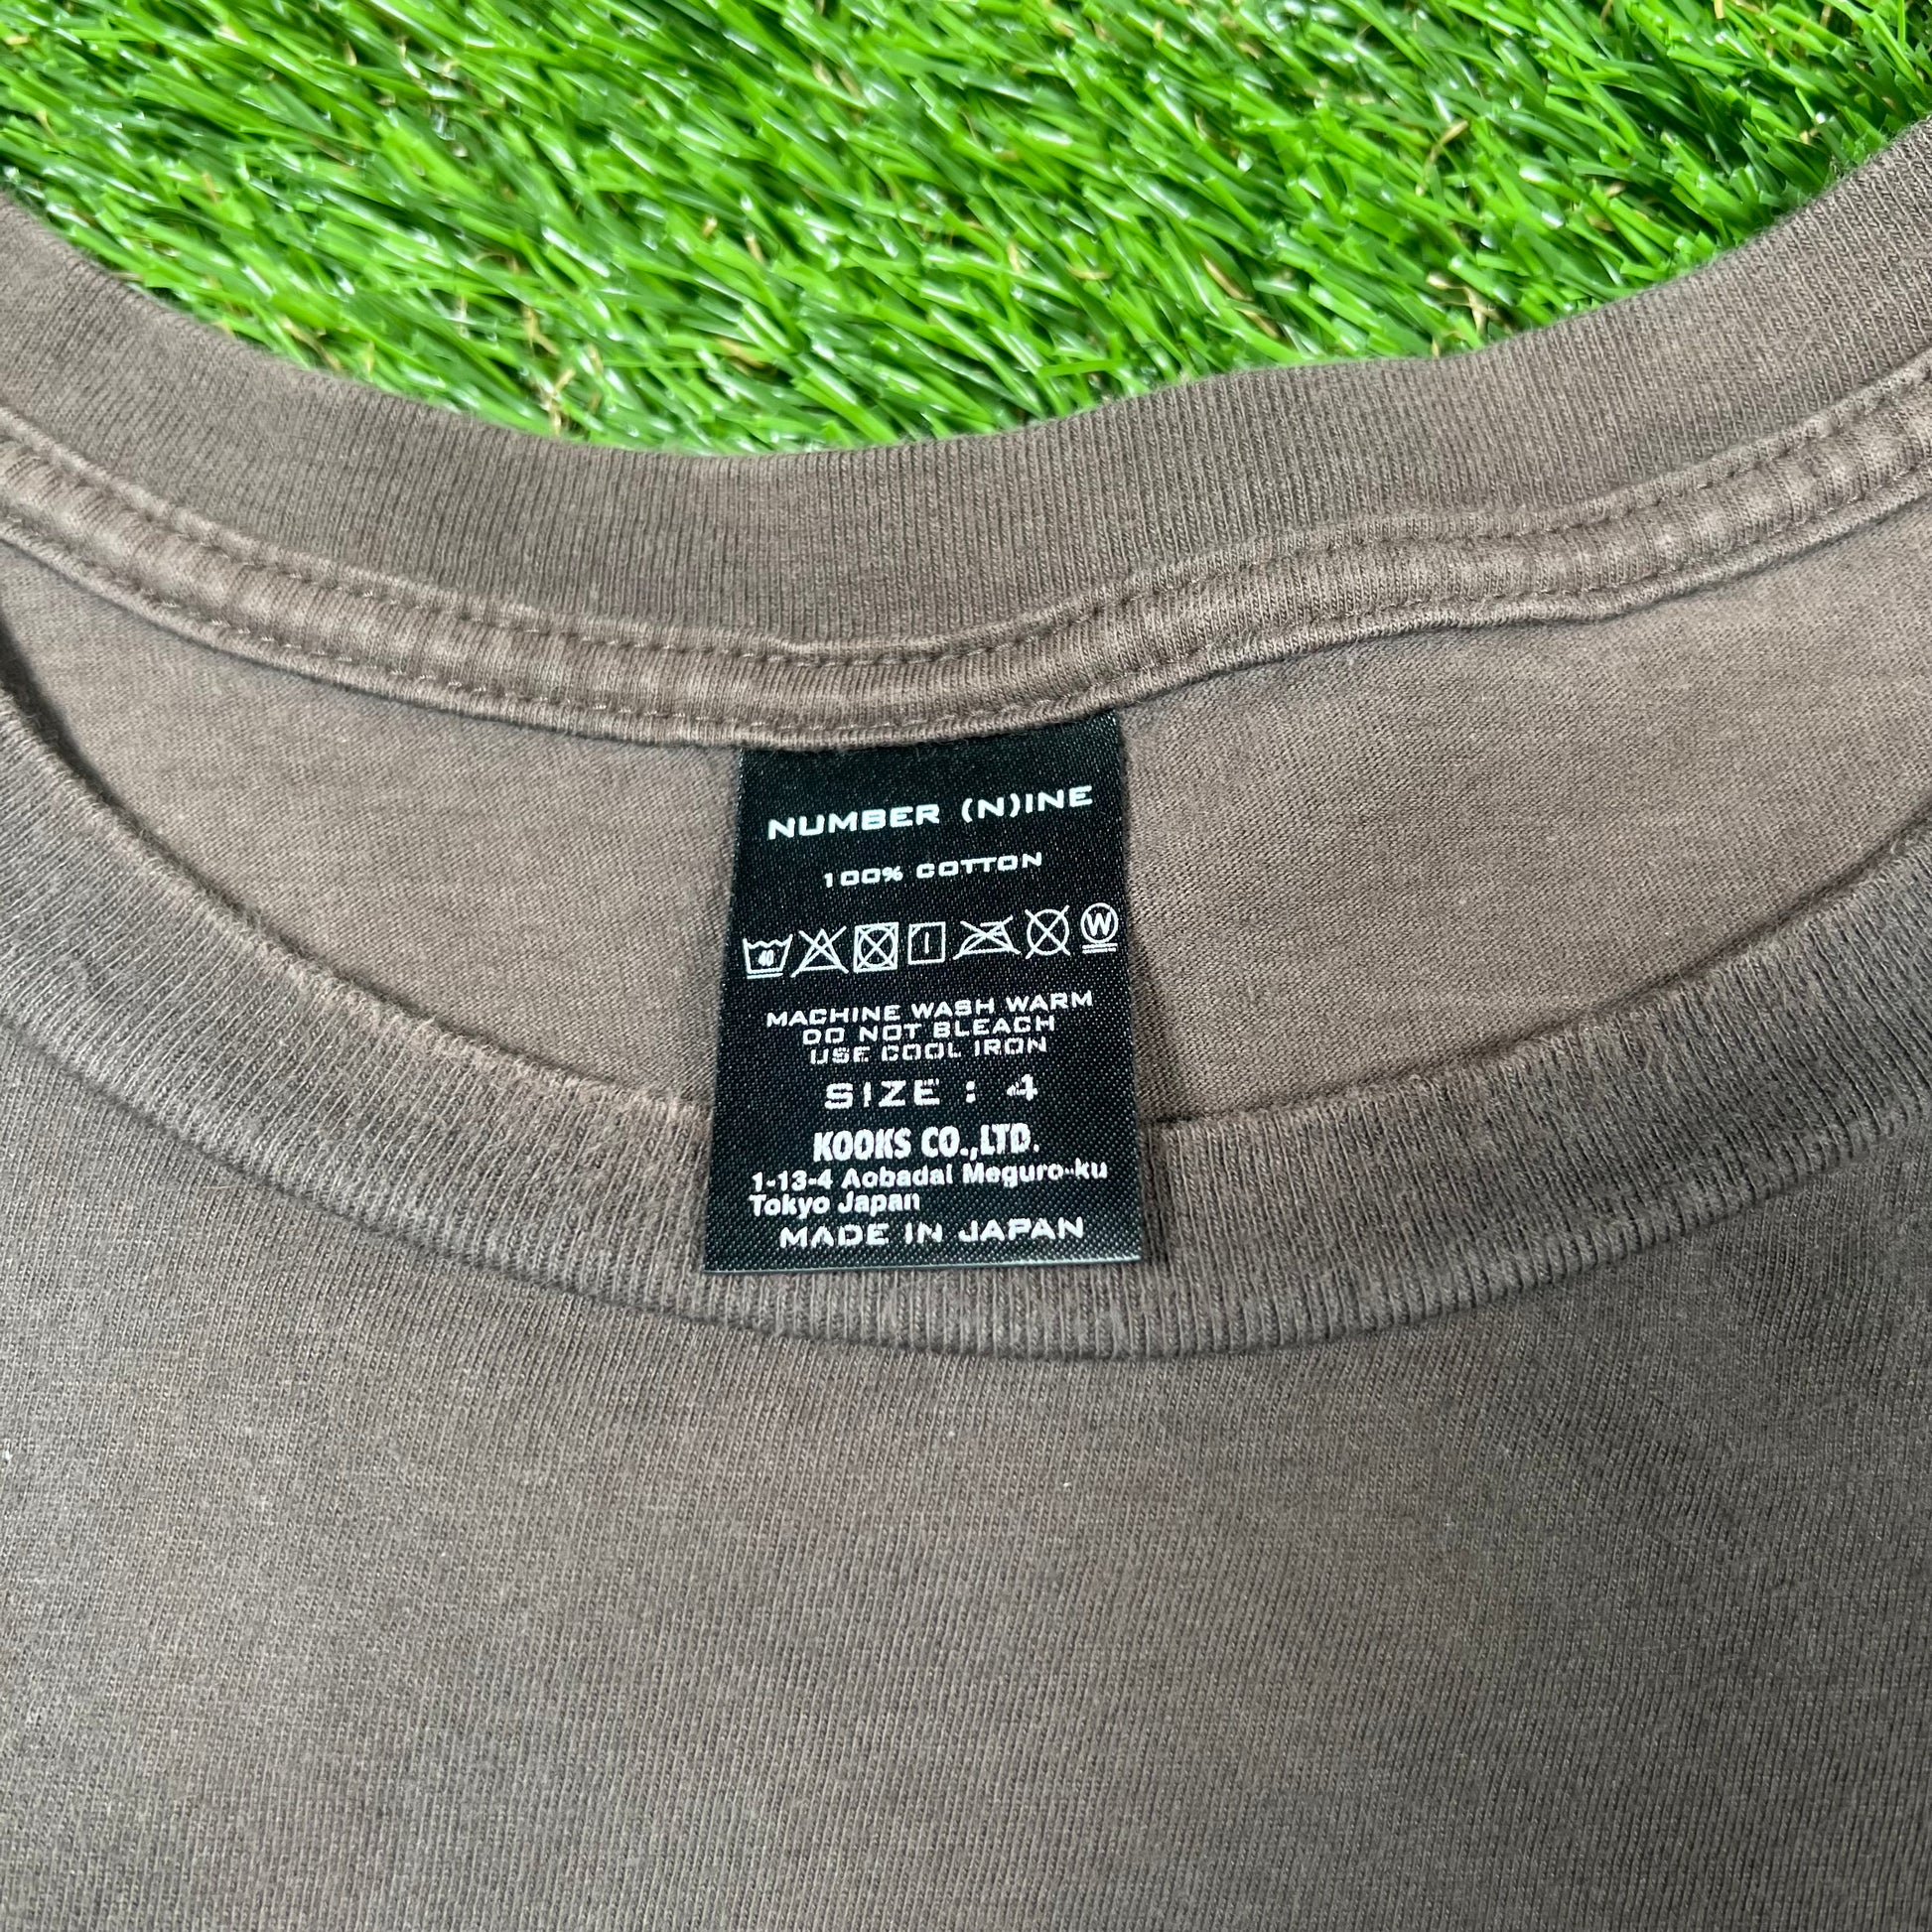 NUMBER (N)INE
100% COTTON
40
W
MACHINE WASH WARM
DO NOT BLEACH
USE COOL IRON
SIZE : 4
KOOKS CO.,LTD.
1-13-4 Aobadai Meguro-ku
Tokyo Japan
MADE IN JAPAN